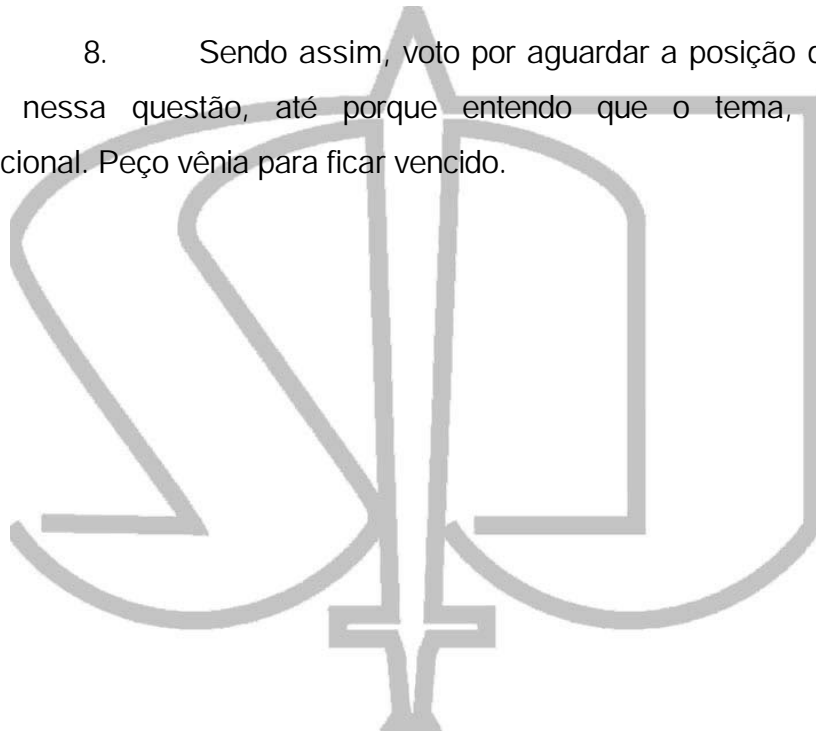 8. Sendo assim, voto por aguardar a posição
nessa questão, até porque entendo que o tema,
cional. Peço vênia para ficar vencido.